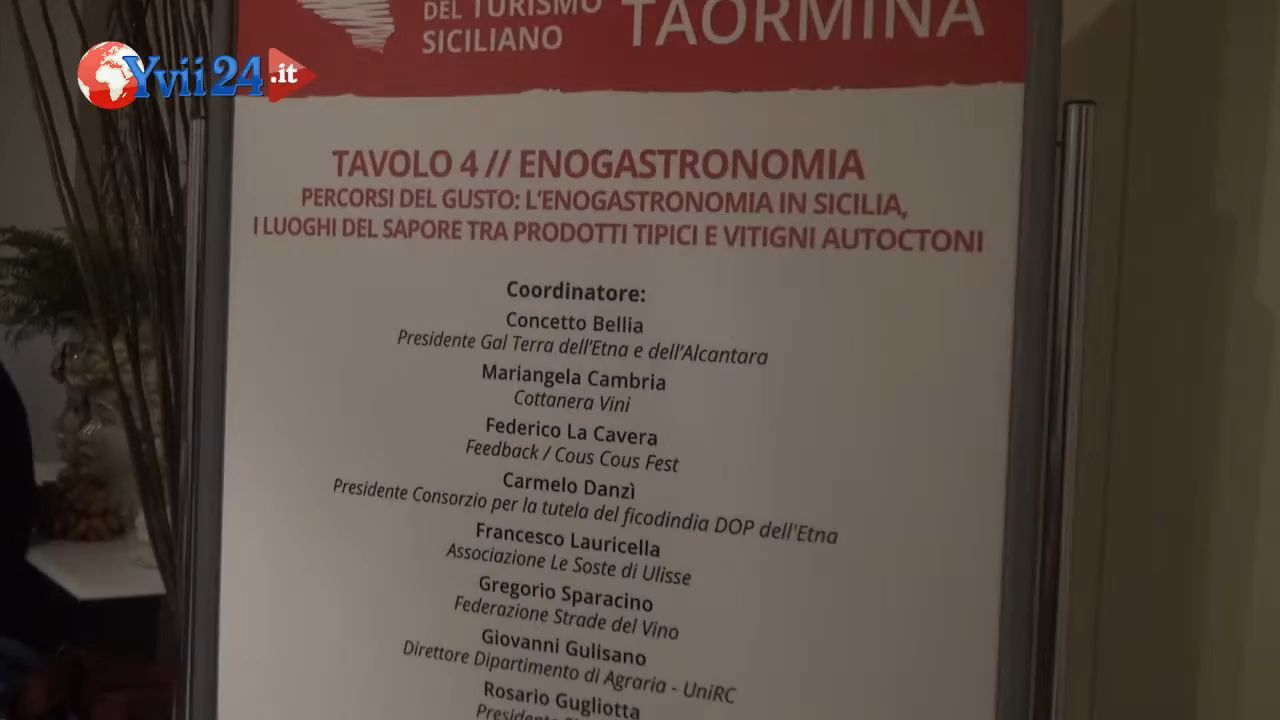 Yvii24.it
DEL TURISMO
SICILIANO
TAORMINA
TAVOLO 4 // ENOGASTRONOMIA
PERCORSI DEL GUSTO: L'ENOGASTRONOMIA IN SICILIA,
I LUOGHI DEL SAPORE TRA PRODOTTI TIPICI E VITIGNI AUTOCTONI
Coordinatore:
Concetto Bellia
Presidente Gal Terra dell'Etna e dell'Alcantara
Mariangela Cambria
Cottanera Vini
Federico La Cavera
Feedback / Cous Cous Fest
Carmelo Danzì
Presidente Consorzio per la tutela del ficodindia DOP dell'Etna
Francesco Lauricella
Associazione Le Soste di Ulisse
Gregorio Sparacino
Federazione Strade del Vino
Giovanni Gulisano
Direttore Dipartimento di Agraria - UniRC
Rosario Gugliotta
Presidente